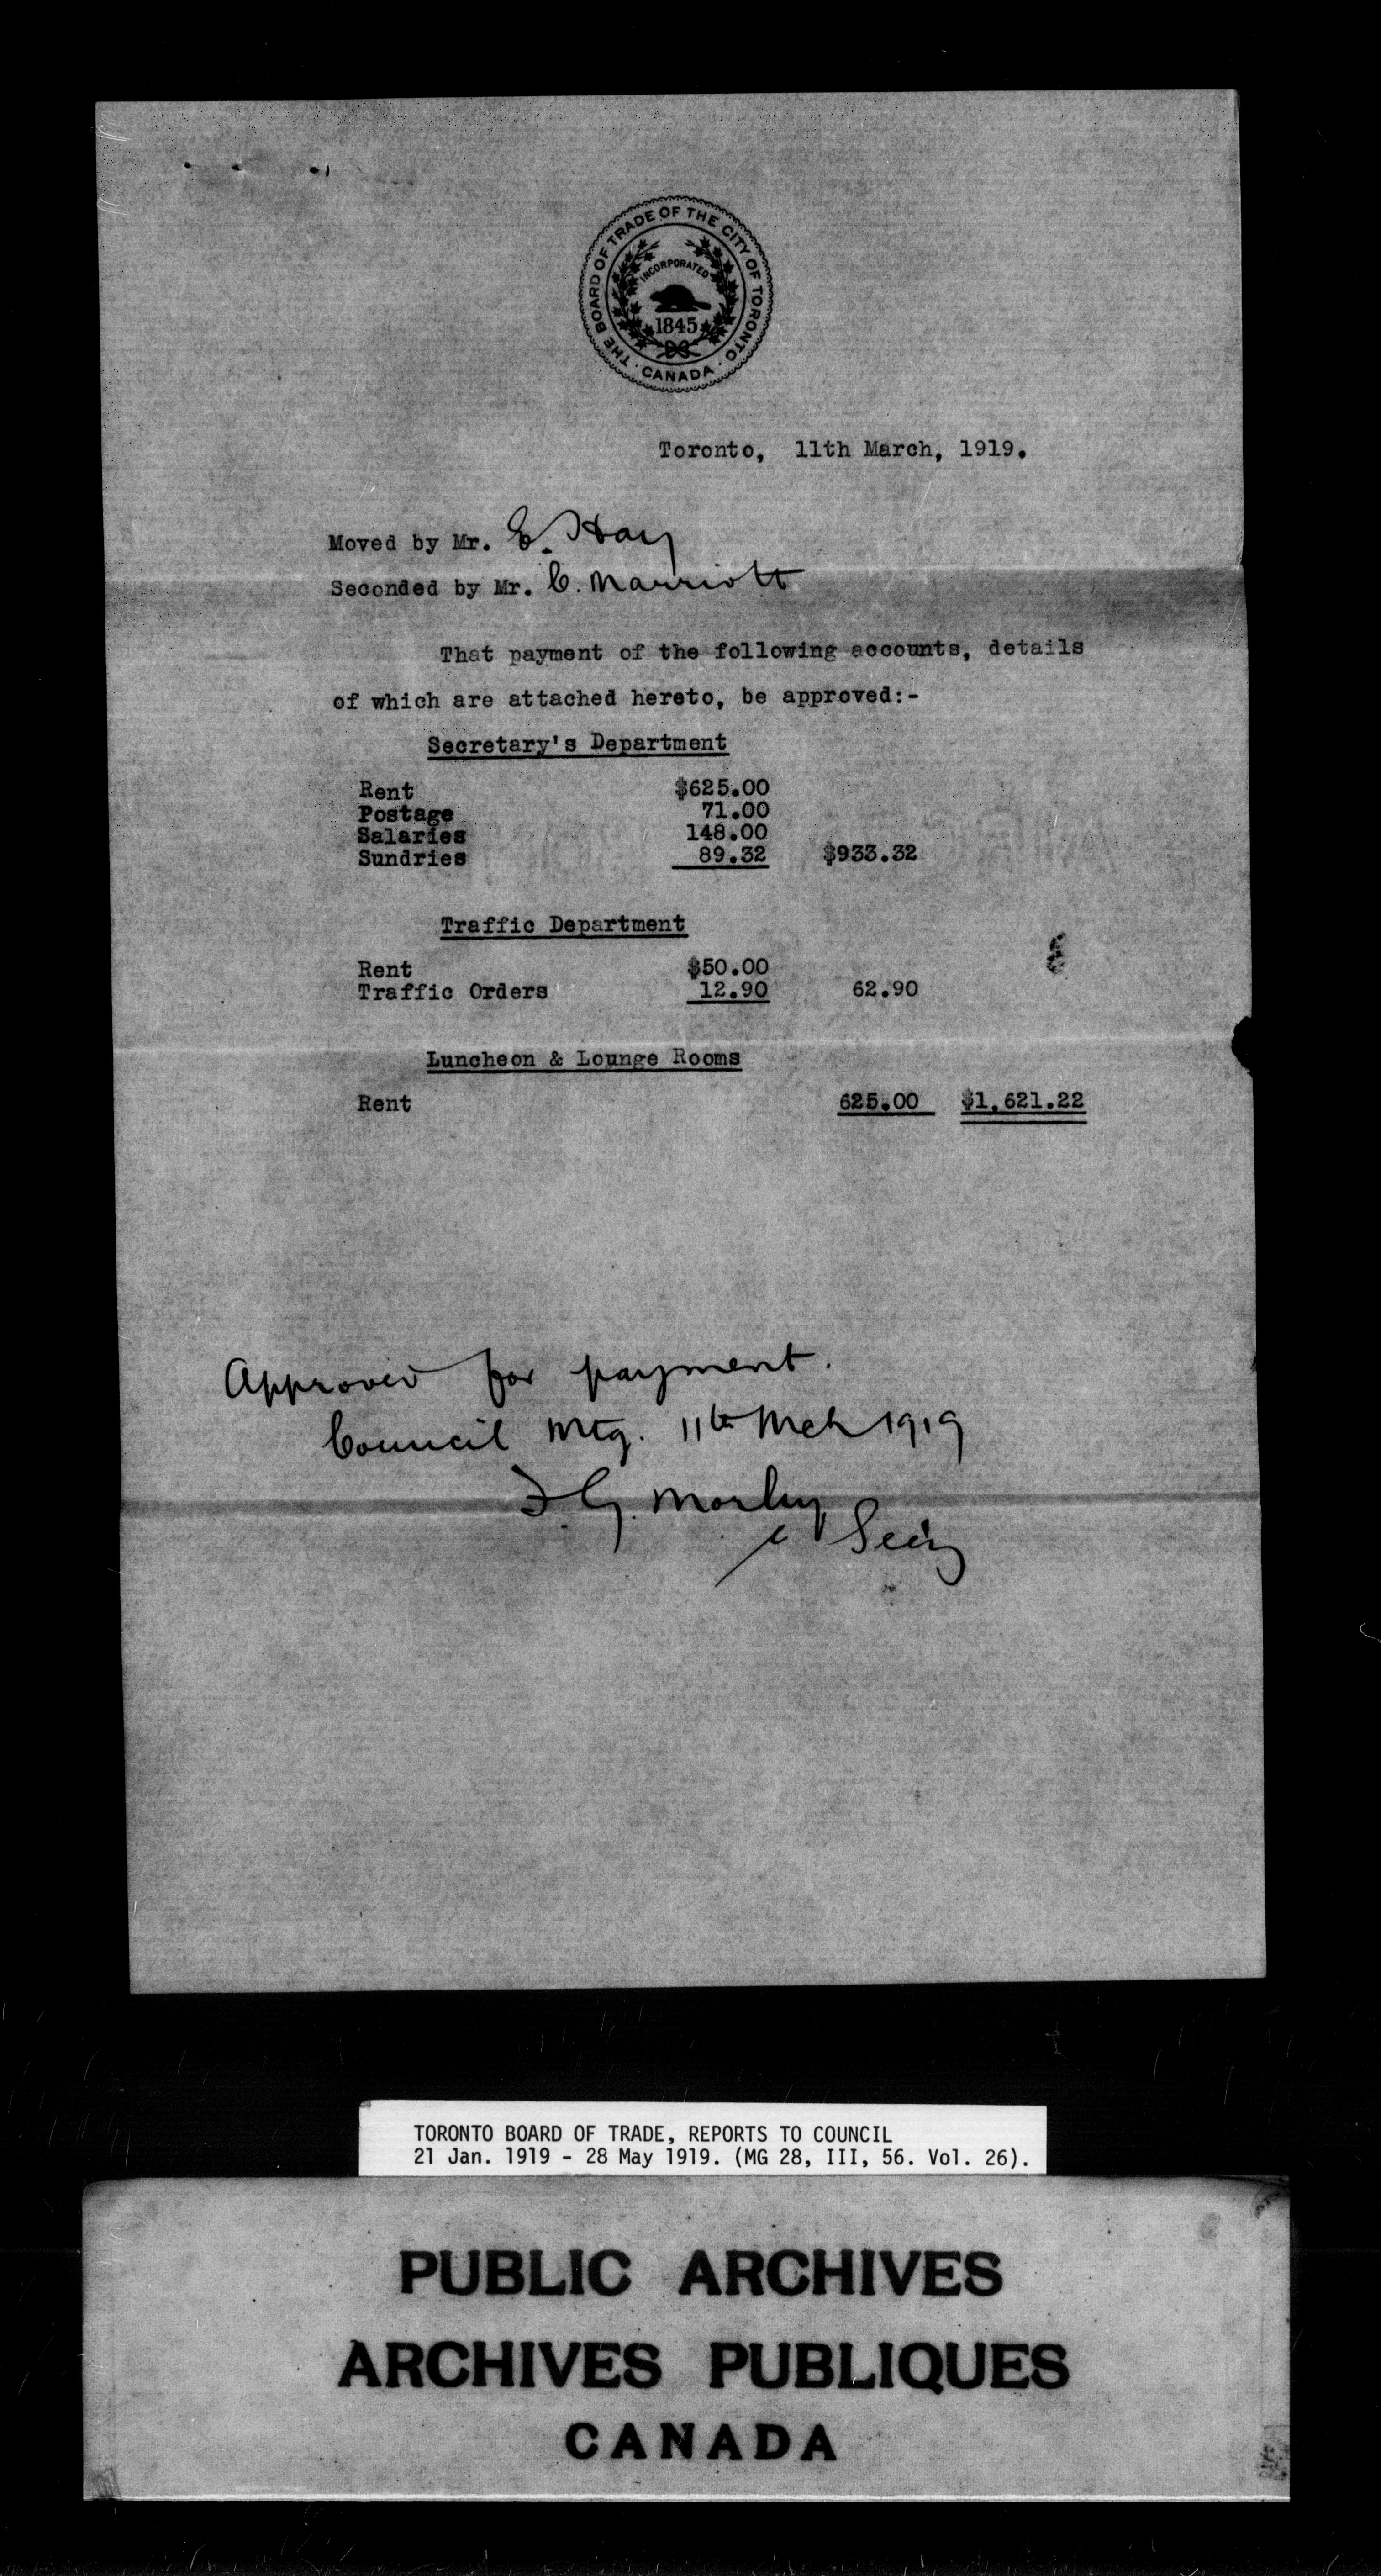 THE BOARD OF TRADE OF THE CITY OF TORONTO · CANADA ·
INCORPORATED
1845
Toronto, 11th March, 1919.
Moved by Mr. E. Hay
Seconded by Mr. C. Marriott
That payment of the following accounts, details
of which are attached hereto, be approved:-
Secretary's Department
Rent $625.00
Postage 71.00
Salaries 148.00
Sundries 89.32 $933.32
Traffic Department
Rent $50.00
Traffic Orders 12.90 62.90
Luncheon & Lounge Rooms
Rent 625.00 $1,621.22
Approved for payment.
Council Mtg. 11th Mch 1919
F.G. Morley
Sec'y
TORONTO BOARD OF TRADE, REPORTS TO COUNCIL
21 Jan. 1919 - 28 May 1919. (MG 28, III, 56. Vol. 26).
PUBLIC ARCHIVES
ARCHIVES PUBLIQUES
CANADA